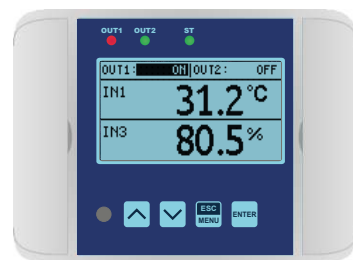 OUT1 OUT2 ST
OUT1: ON OUT2: OFF
IN1 31.2 °C
IN3 80.5 %
ESC
MENU ENTER